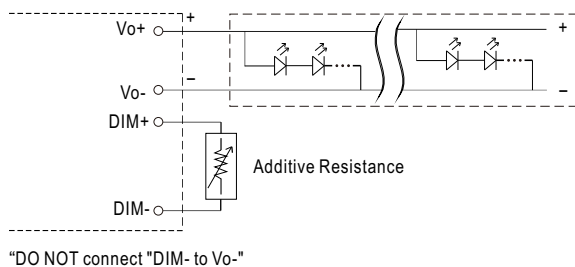 Vo+ + +
Vo- – –
DIM+
Additive Resistance
DIM-
“DO NOT connect "DIM- to Vo-"